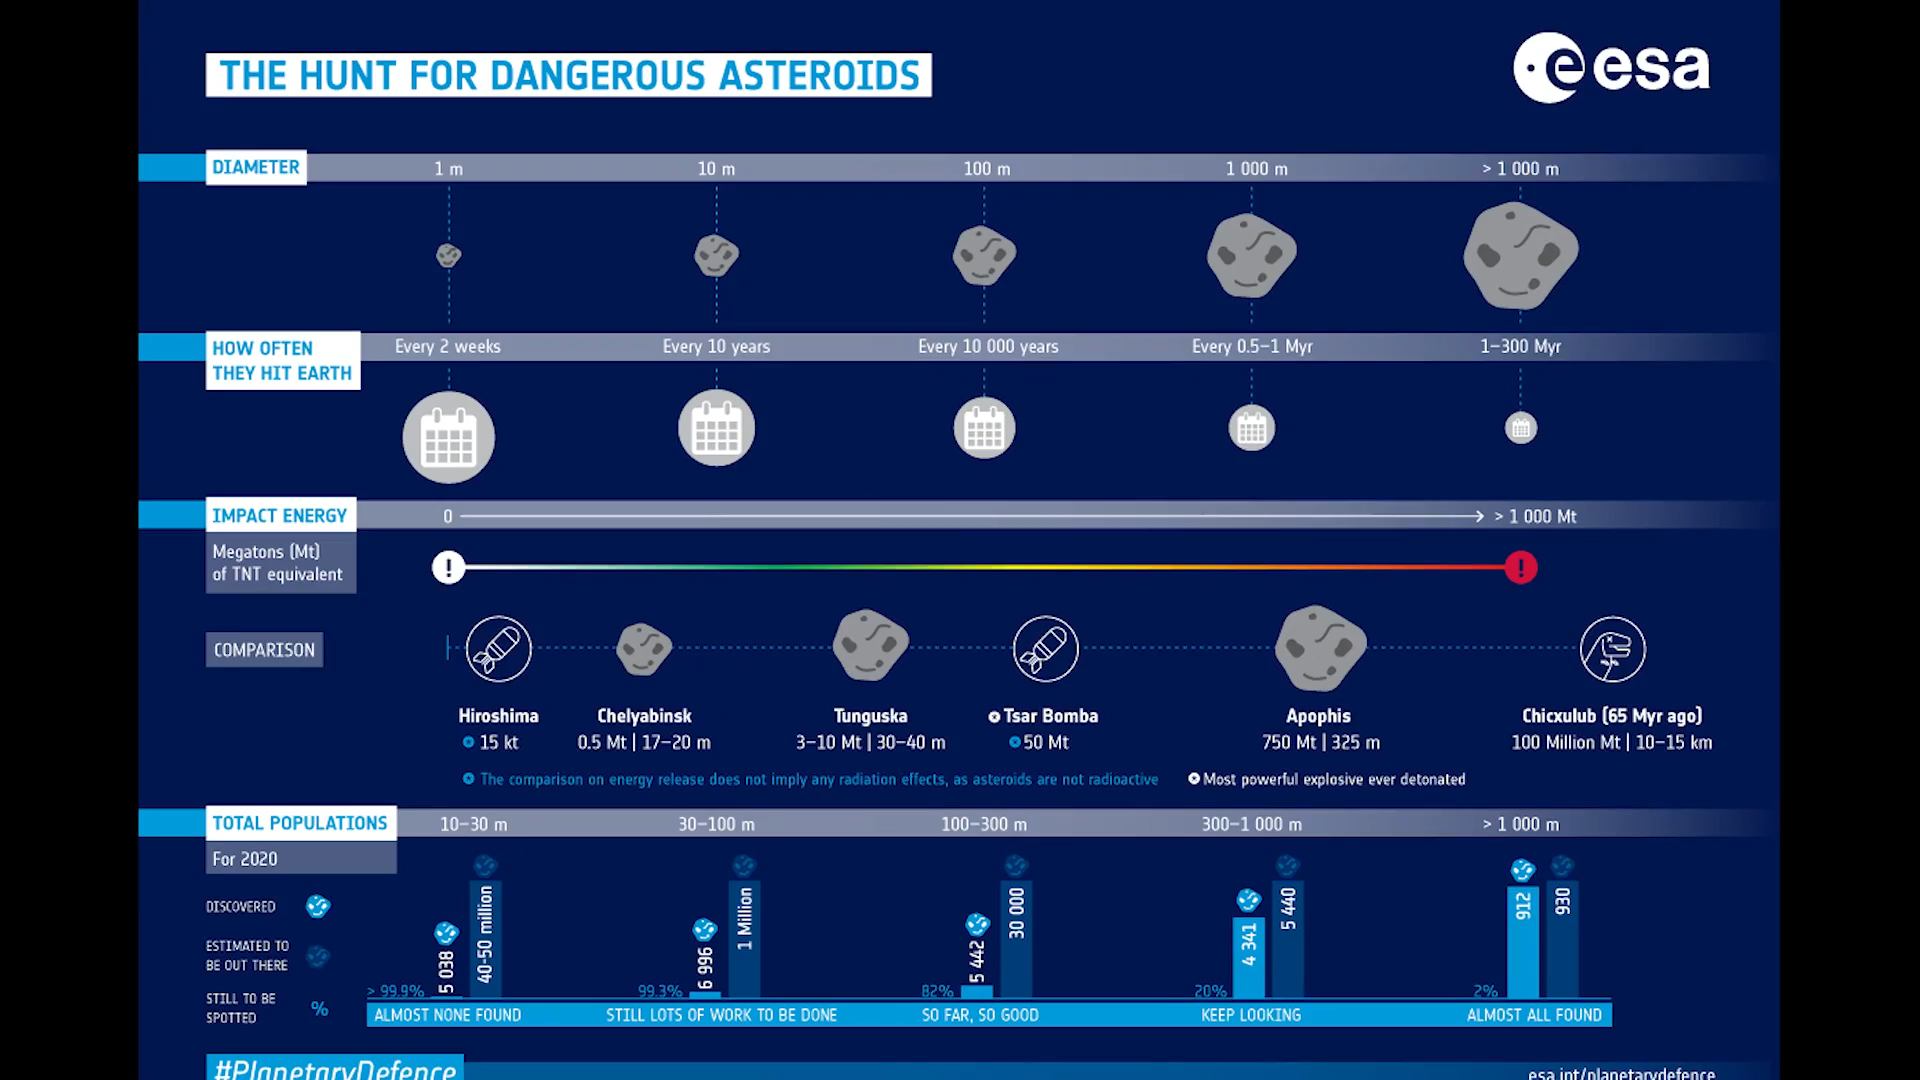 THE HUNT FOR DANGEROUS ASTEROIDS
esa
DIAMETER
1 m
10 m
100 m
1 000 m
> 1 000 m
HOW OFTEN
THEY HIT EARTH
Every 2 weeks
Every 10 years
Every 10 000 years
Every 0.5–1 Myr
1–300 Myr
IMPACT ENERGY
0
> 1 000 Mt
Megatons (Mt)
of TNT equivalent
!
!
COMPARISON
Hiroshima
15 kt
Chelyabinsk
0.5 Mt | 17–20 m
Tunguska
3–10 Mt | 30–40 m
Tsar Bomba
50 Mt
Apophis
750 Mt | 325 m
Chicxulub (65 Myr ago)
100 Million Mt | 10–15 km
The comparison on energy release does not imply any radiation effects, as asteroids are not radioactive
Most powerful explosive ever detonated
TOTAL POPULATIONS
For 2020
10–30 m
30–100 m
100–300 m
300–1 000 m
> 1 000 m
DISCOVERED
ESTIMATED TO
BE OUT THERE
STILL TO BE
SPOTTED
%
> 99.9%
5 038
40-50 million
99.3%
6 996
1 Million
82%
5 442
30 000
20%
4 341
5 440
2%
912
930
ALMOST NONE FOUND
STILL LOTS OF WORK TO BE DONE
SO FAR, SO GOOD
KEEP LOOKING
ALMOST ALL FOUND
#PlanetaryDefence
esa.int/planetarydefence